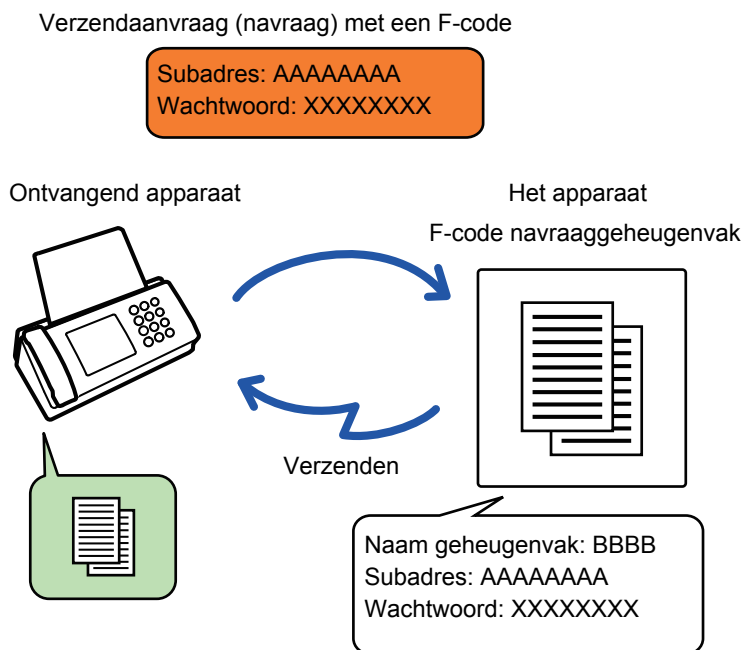 Verzendaanvraag (navraag) met een F-code
Subadres: AAAAAAAA
Wachtwoord: XXXXXXXX
Ontvangend apparaat
Het apparaat
F-code navraaggeheugenvak
Verzenden
Naam geheugenvak: BBBB
Subadres: AAAAAAAA
Wachtwoord: XXXXXXXX